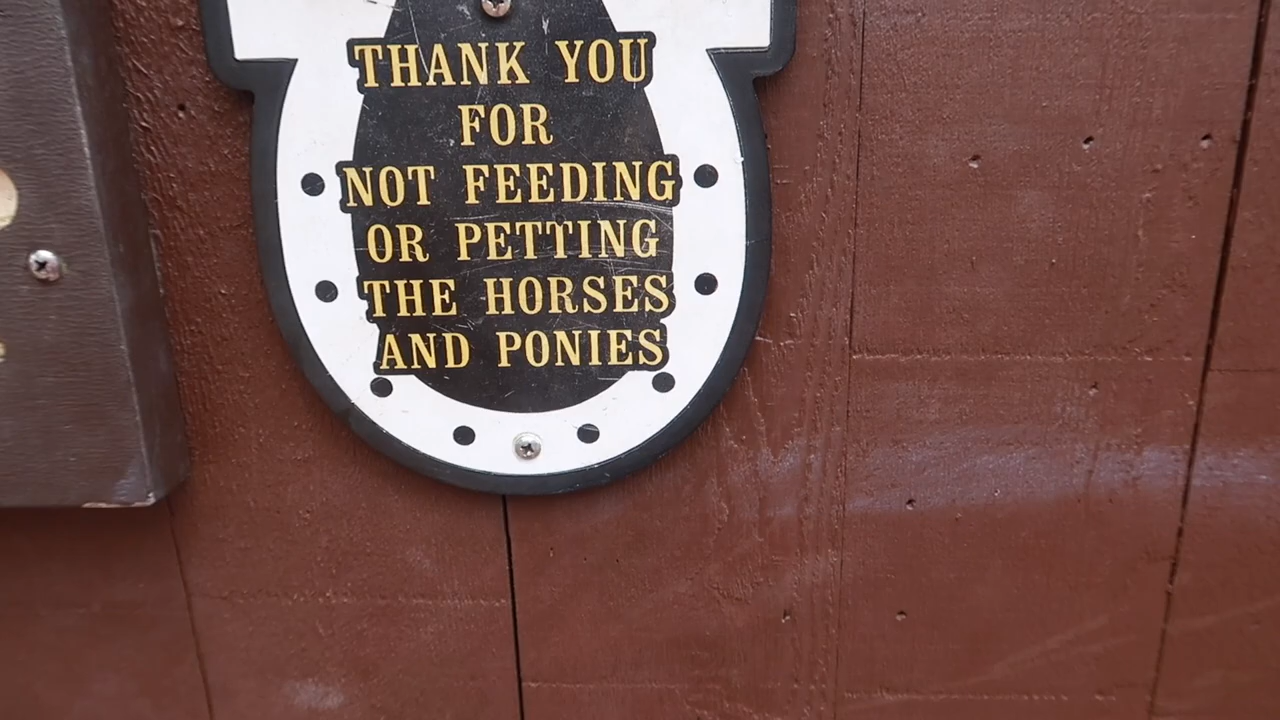 THANK YOU
FOR
NOT FEEDING
OR PETTING
THE HORSES
AND PONIES